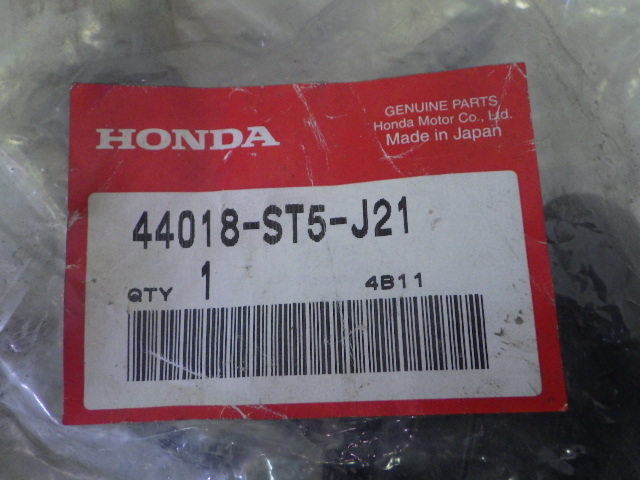 HONDA
GENUINE PARTS
Honda Motor Co., Ltd.
Made in Japan
44018-ST5-J21
QTY 1 4B11